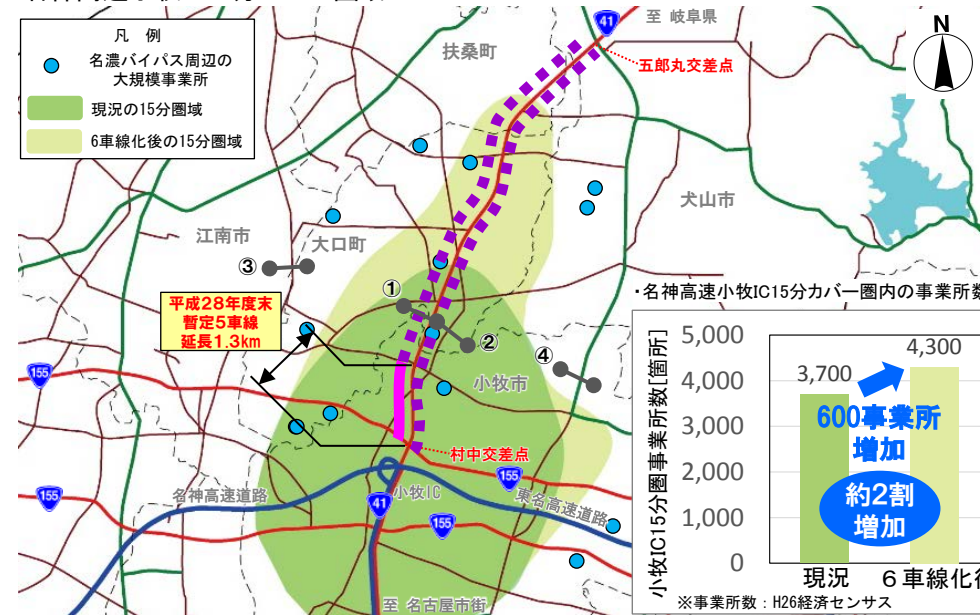 凡 例
名濃バイパス周辺の
大規模事業所
現況の15分圏域
6車線化後の15分圏域
41
至 岐阜県
N
扶桑町
五郎丸交差点
犬山市
江南市
大口町
③
①
②
④
平成28年度末
暫定5車線
延長1.3km
155
小牧市
村中交差点
155
155
名神高速道路
小牧IC
東名高速道路
41
155
至 名古屋市街
・名神高速小牧IC15分カバー圏内の事業所数
小牧IC15分圏事業所数[箇所]
5,000
4,000
3,000
2,000
1,000
0
3,700
4,300
600事業所
増加
約2割
増加
現況
6車線化後
※事業所数：H26経済センサス